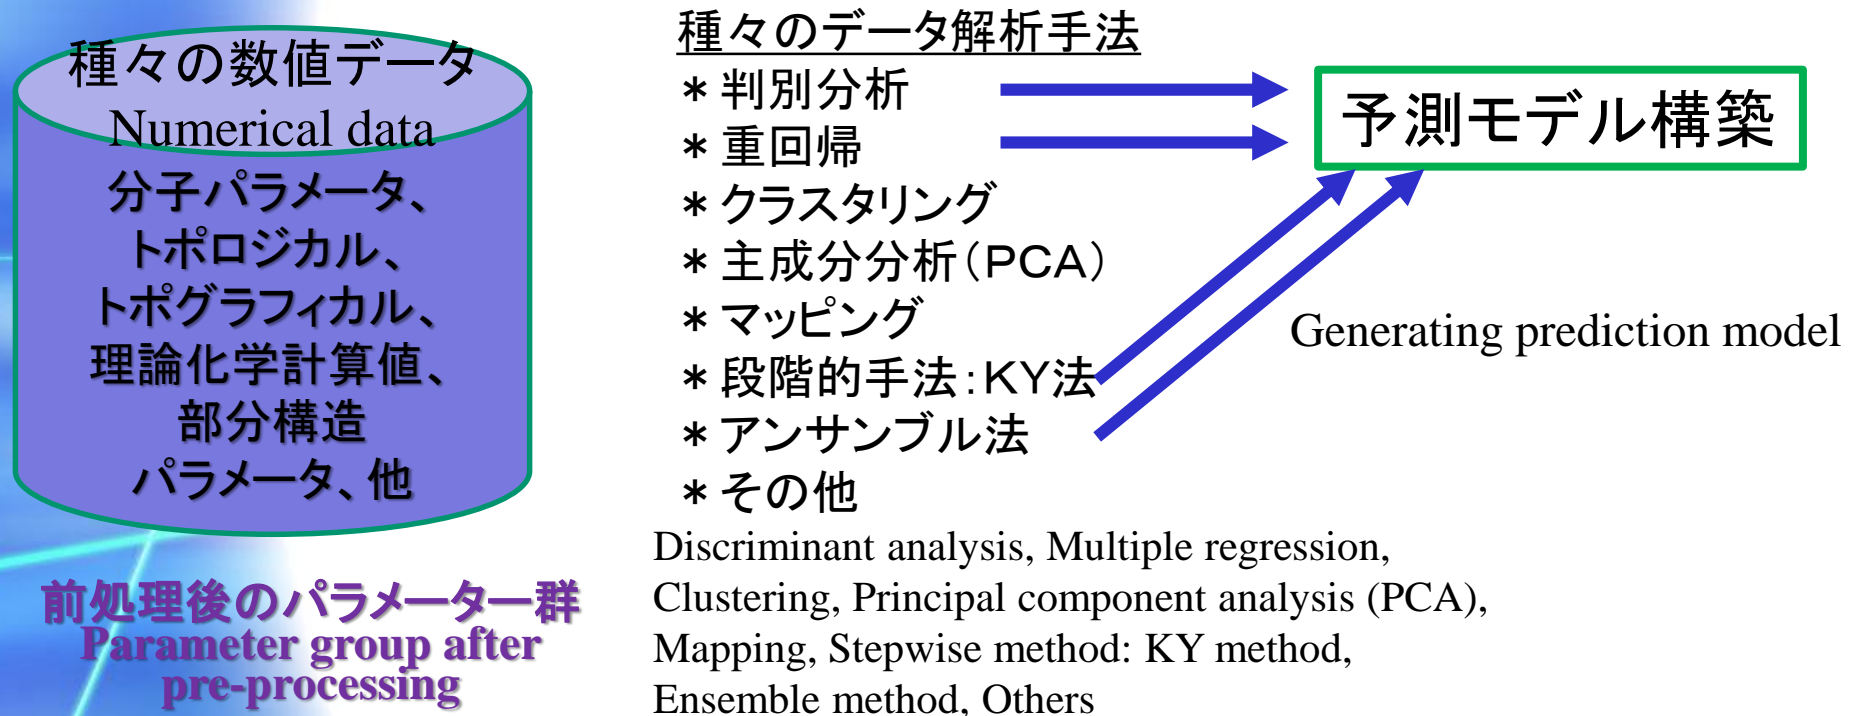 種々の数値データ
Numerical data
分子パラメータ、
トポロジカル、
トポグラフィカル、
理論化学計算値、
部分構造
パラメータ、他
前処理後のパラメーター群
Parameter group after
pre-processing
種々のデータ解析手法
＊判別分析
＊重回帰
＊クラスタリング
＊主成分分析（ＰＣＡ）
＊マッピング
＊段階的手法：ＫＹ法
＊アンサンブル法
＊その他
Discriminant analysis, Multiple regression,
Clustering, Principal component analysis (PCA),
Mapping, Stepwise method: KY method,
Ensemble method, Others
予測モデル構築
Generating prediction model